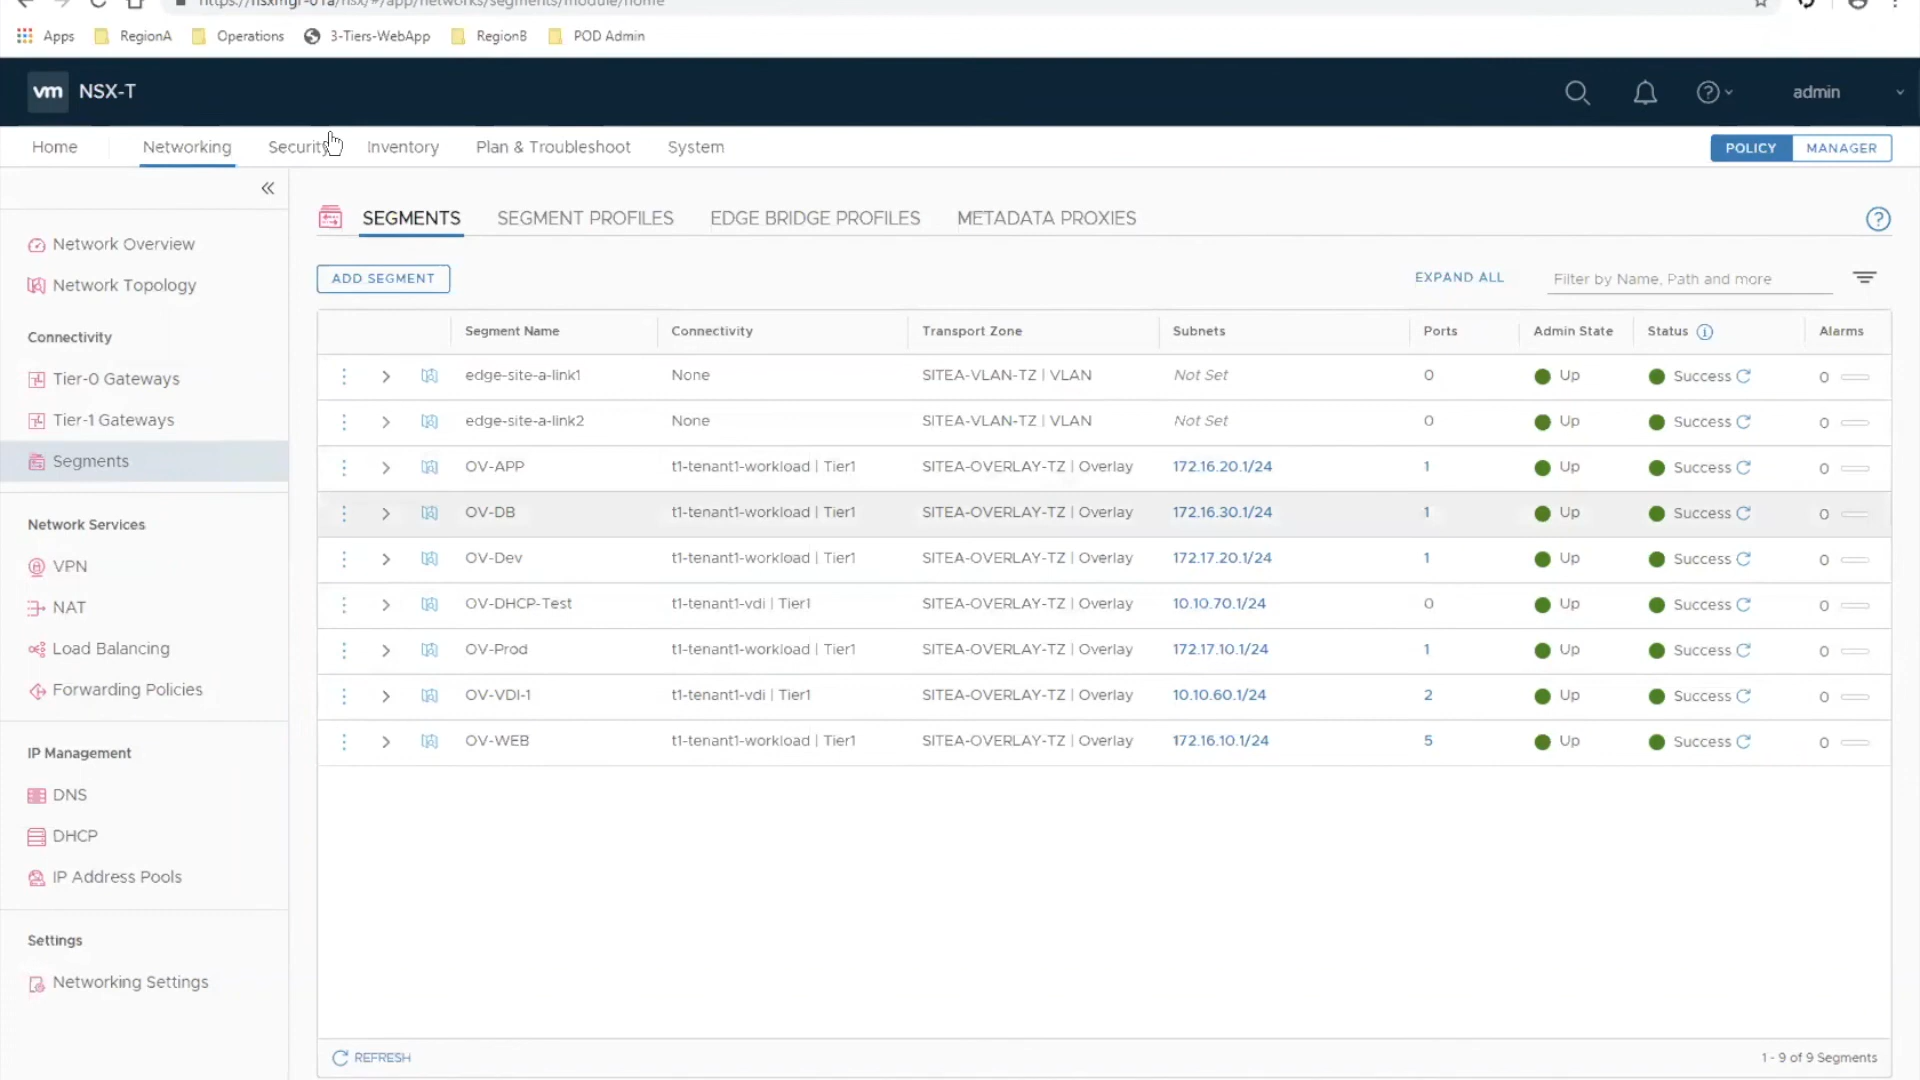 https://nsxmgr-01a/nsx/#/app/networks/segments/module/home
Apps RegionA Operations 3-Tiers-WebApp RegionB POD Admin
vm NSX-T admin
Home Networking Security Inventory Plan & Troubleshoot System POLICY MANAGER
SEGMENTS SEGMENT PROFILES EDGE BRIDGE PROFILES METADATA PROXIES
Network Overview
Network Topology
Connectivity
Tier-0 Gateways
Tier-1 Gateways
Segments
Network Services
VPN
NAT
Load Balancing
Forwarding Policies
IP Management
DNS
DHCP
IP Address Pools
Settings
Networking Settings
ADD SEGMENT EXPAND ALL Filter by Name, Path and more
Segment Name Connectivity Transport Zone Subnets Ports Admin State Status Alarms
edge-site-a-link1 None SITEA-VLAN-TZ | VLAN Not Set 0 Up Success 0
edge-site-a-link2 None SITEA-VLAN-TZ | VLAN Not Set 0 Up Success 0
OV-APP t1-tenant1-workload | Tier1 SITEA-OVERLAY-TZ | Overlay 172.16.20.1/24 1 Up Success 0
OV-DB t1-tenant1-workload | Tier1 SITEA-OVERLAY-TZ | Overlay 172.16.30.1/24 1 Up Success 0
OV-Dev t1-tenant1-workload | Tier1 SITEA-OVERLAY-TZ | Overlay 172.17.20.1/24 1 Up Success 0
OV-DHCP-Test t1-tenant1-vdi | Tier1 SITEA-OVERLAY-TZ | Overlay 10.10.70.1/24 0 Up Success 0
OV-Prod t1-tenant1-workload | Tier1 SITEA-OVERLAY-TZ | Overlay 172.17.10.1/24 1 Up Success 0
OV-VDI-1 t1-tenant1-vdi | Tier1 SITEA-OVERLAY-TZ | Overlay 10.10.60.1/24 2 Up Success 0
OV-WEB t1-tenant1-workload | Tier1 SITEA-OVERLAY-TZ | Overlay 172.16.10.1/24 5 Up Success 0
REFRESH 1 - 9 of 9 Segments